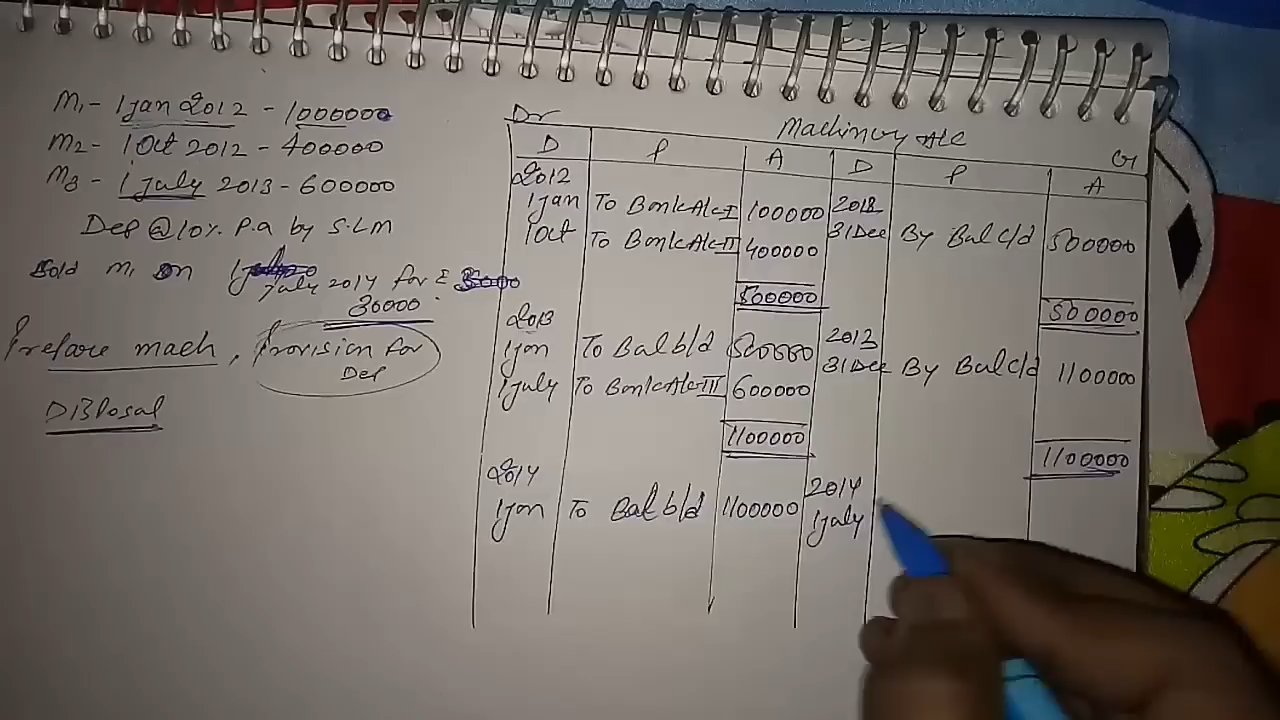 M1 - 1 jan 2012 - 1000000
M2 - 1 Oct 2012 - 400000
M3 - 1 july 2013 - 600000
Dep @ 10% P.a by S.L.M
Sold M1 on 1 july 2014 for
30000
Prepare mach, Provision for
Dep
Disposal
Dr Machinery A/c Cr
D P A D P A
2012
1 jan To Bank A/c I 100000 2012
31 Dec By Bal c/d 500000
1 Oct To Bank A/c II 400000
500000 500000
2013
1 jan To Bal b/d 500000 2013
31 Dec By Bal c/d 1100000
1 july To Bank A/c III 600000
1100000 1100000
2014
1 jan To Bal b/d 1100000 2014
1 july